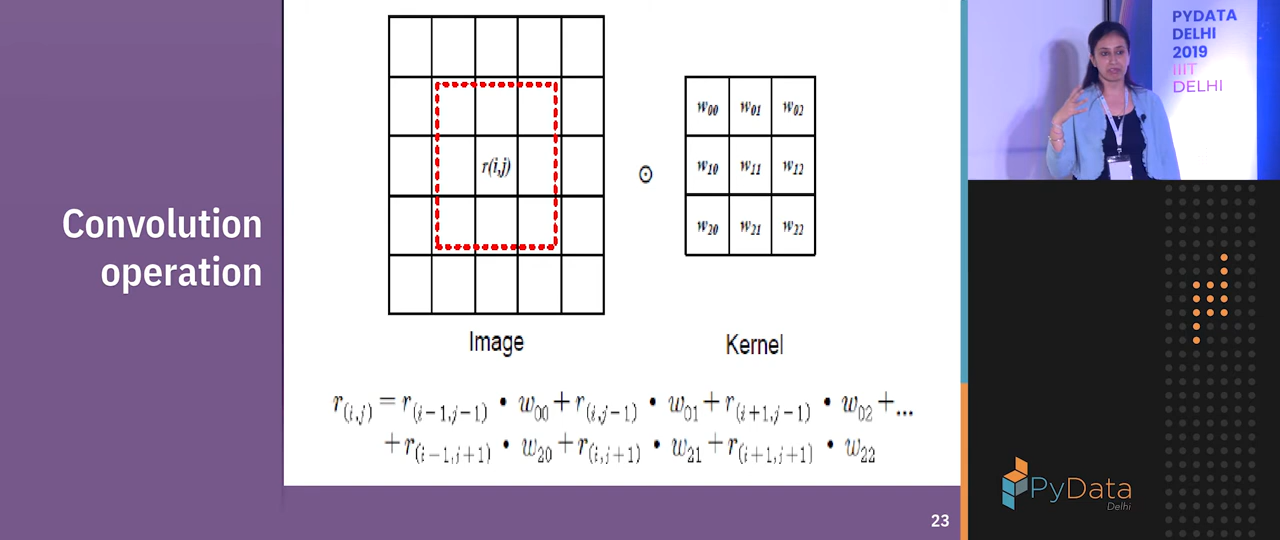 Convolution
operation
r(i,j)
⊙
w₀₀ w₀₁ w₀₂
w₁₀ w₁₁ w₁₂
w₂₀ w₂₁ w₂₂
Image
Kernel
r₍ᵢ,ⱼ₎ = r₍ᵢ₋₁,ⱼ₋₁₎ • w₀₀ + r₍ᵢ,ⱼ₋₁₎ • w₀₁ + r₍ᵢ₊₁,ⱼ₋₁₎ • w₀₂ + ...
+ r₍ᵢ₋₁,ⱼ₊₁₎ • w₂₀ + r₍ᵢ,ⱼ₊₁₎ • w₂₁ + r₍ᵢ₊₁,ⱼ₊₁₎ • w₂₂
23
PYDATA
DELHI
2019
IIIT
DELHI
PyData
Delhi